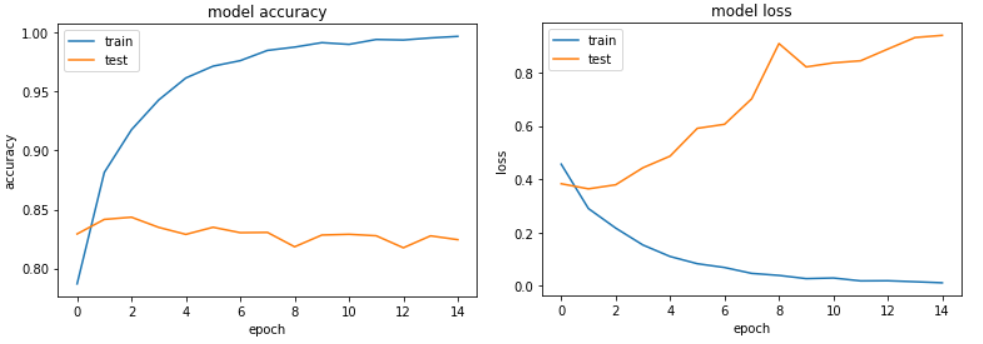 model accuracy
train
test
1.00
0.95
0.90
0.85
0.80
accuracy
0 2 4 6 8 10 12 14
epoch
model loss
train
test
0.8
0.6
0.4
0.2
0.0
loss
0 2 4 6 8 10 12 14
epoch